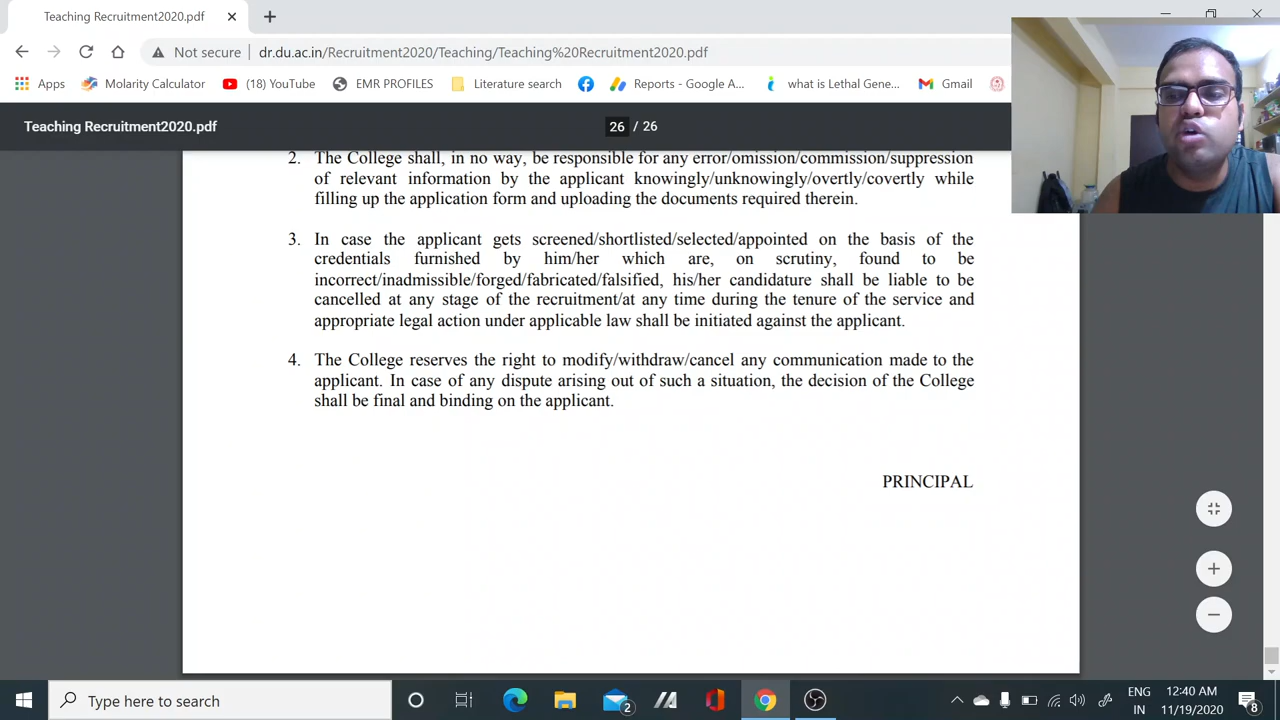 Teaching Recruitment2020.pdf
Not secure dr.du.ac.in/Recruitment2020/Teaching/Teaching%20Recruitment2020.pdf
Apps Molarity Calculator (18) YouTube EMR PROFILES Literature search Reports - Google A... what is Lethal Gene... Gmail
Teaching Recruitment2020.pdf 26 / 26
2. The College shall, in no way, be responsible for any error/omission/commission/suppression
of relevant information by the applicant knowingly/unknowingly/overtly/covertly while
filling up the application form and uploading the documents required therein.
3. In case the applicant gets screened/shortlisted/selected/appointed on the basis of the
credentials furnished by him/her which are, on scrutiny, found to be
incorrect/inadmissible/forged/fabricated/falsified, his/her candidature shall be liable to be
cancelled at any stage of the recruitment/at any time during the tenure of the service and
appropriate legal action under applicable law shall be initiated against the applicant.
4. The College reserves the right to modify/withdraw/cancel any communication made to the
applicant. In case of any dispute arising out of such a situation, the decision of the College
shall be final and binding on the applicant.
PRINCIPAL
Type here to search 2 ENG 12:40 AM
IN 11/19/2020 8